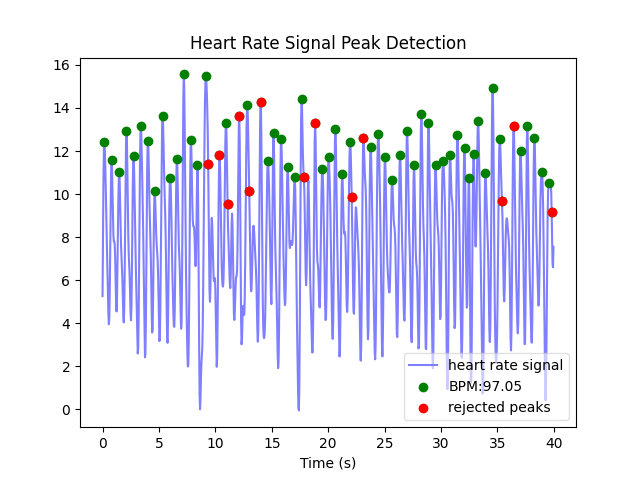 Heart Rate Signal Peak Detection
16
14
12
10
8
6
4
2
0
heart rate signal
BPM:97.05
rejected peaks
0 5 10 15 20 25 30 35 40
Time (s)